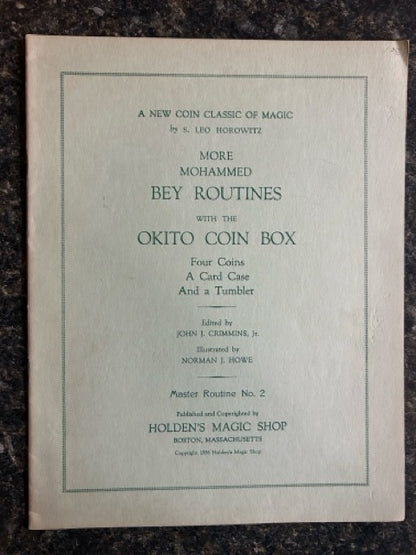 A NEW COIN CLASSIC OF MAGIC
by S. LEO HOROWITZ
MORE
MOHAMMED
BEY ROUTINES
WITH THE
OKITO COIN BOX
Four Coins
A Card Case
And a Tumbler
Edited by
JOHN J. CRIMMINS, Jr.
Illustrated by
NORMAN J. HOWE
Master Routine No. 2
Published and Copyrighted by
HOLDEN'S MAGIC SHOP
BOSTON, MASSACHUSETTS
Copyright Holden's Magic Shop